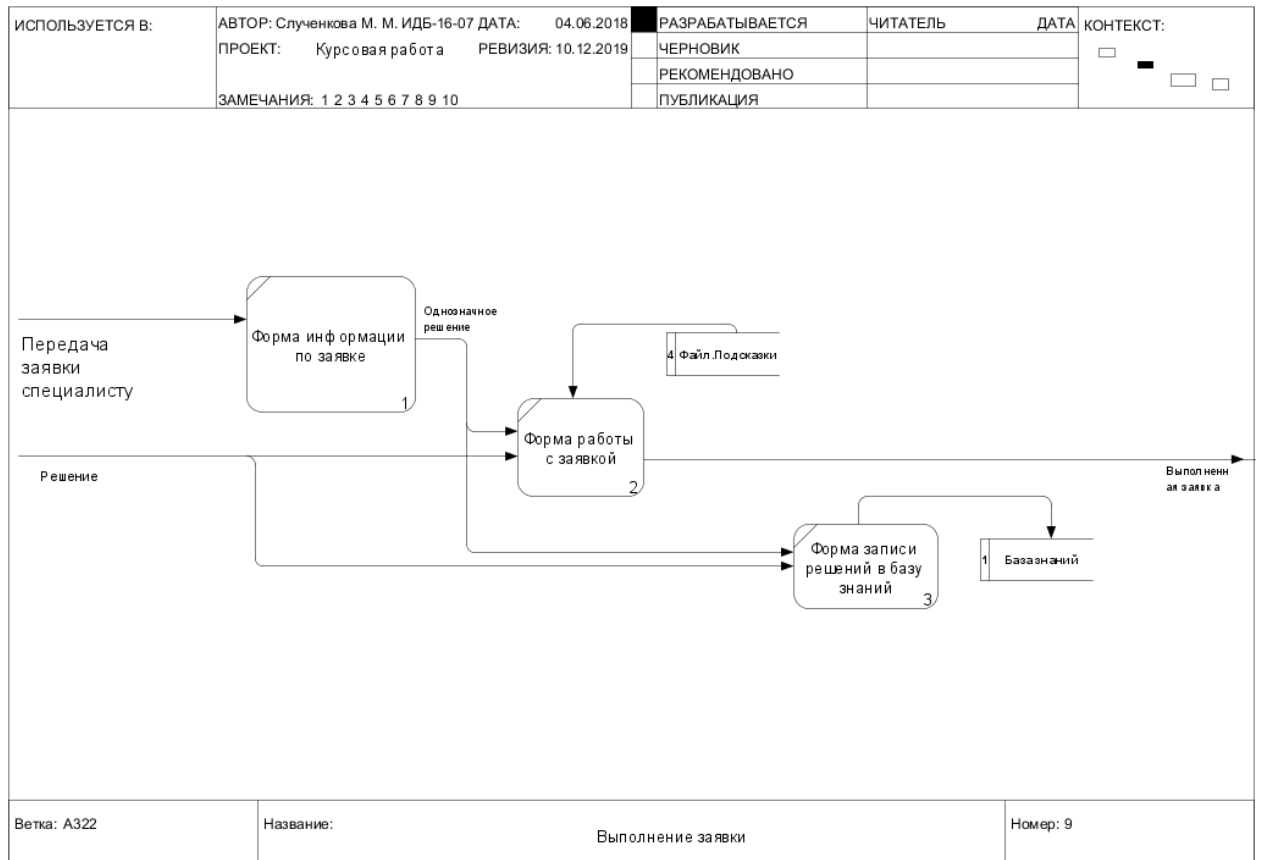 ИСПОЛЬЗУЕТСЯ В:
АВТОР: Слученкова М. М. ИДБ-16-07 ДАТА: 04.06.2018
РАЗРАБАТЫВАЕТСЯ
ЧИТАТЕЛЬ
ДАТА
КОНТЕКСТ:
ПРОЕКТ: Курсовая работа РЕВИЗИЯ: 10.12.2019
ЧЕРНОВИК
РЕКОМЕНДОВАНО
ЗАМЕЧАНИЯ: 1 2 3 4 5 6 7 8 9 10
ПУБЛИКАЦИЯ
Передача
заявки
специалисту
Форма информации
по заявке
1
Однозначное
решение
4 Файл.Подсказки
Форма работы
с заявкой
2
Решение
Выполненн
ая заявка
Форма записи
решений в базу
знаний
3
1 База знаний
Ветка: A322
Название:
Выполнение заявки
Номер: 9